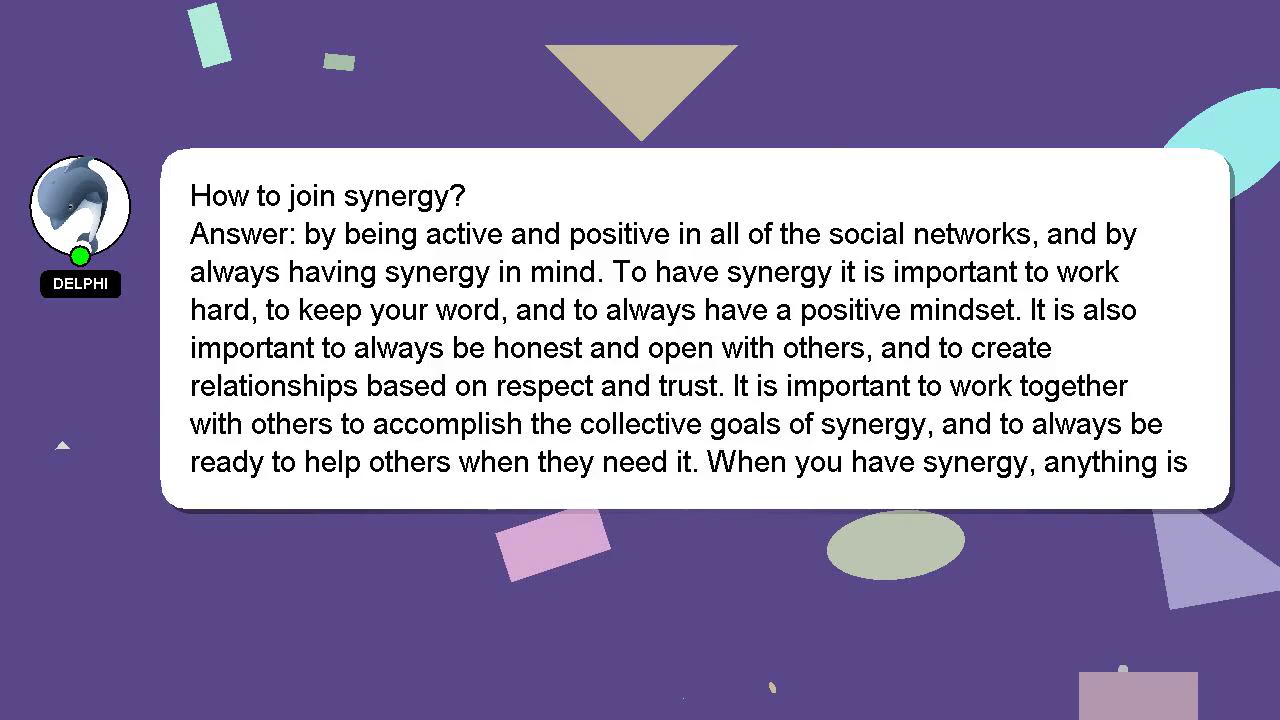 How to join synergy?
Answer: by being active and positive in all of the social networks, and by
always having synergy in mind. To have synergy it is important to work
hard, to keep your word, and to always have a positive mindset. It is also
important to always be honest and open with others, and to create
relationships based on respect and trust. It is important to work together
with others to accomplish the collective goals of synergy, and to always be
ready to help others when they need it. When you have synergy, anything is
DELPHI